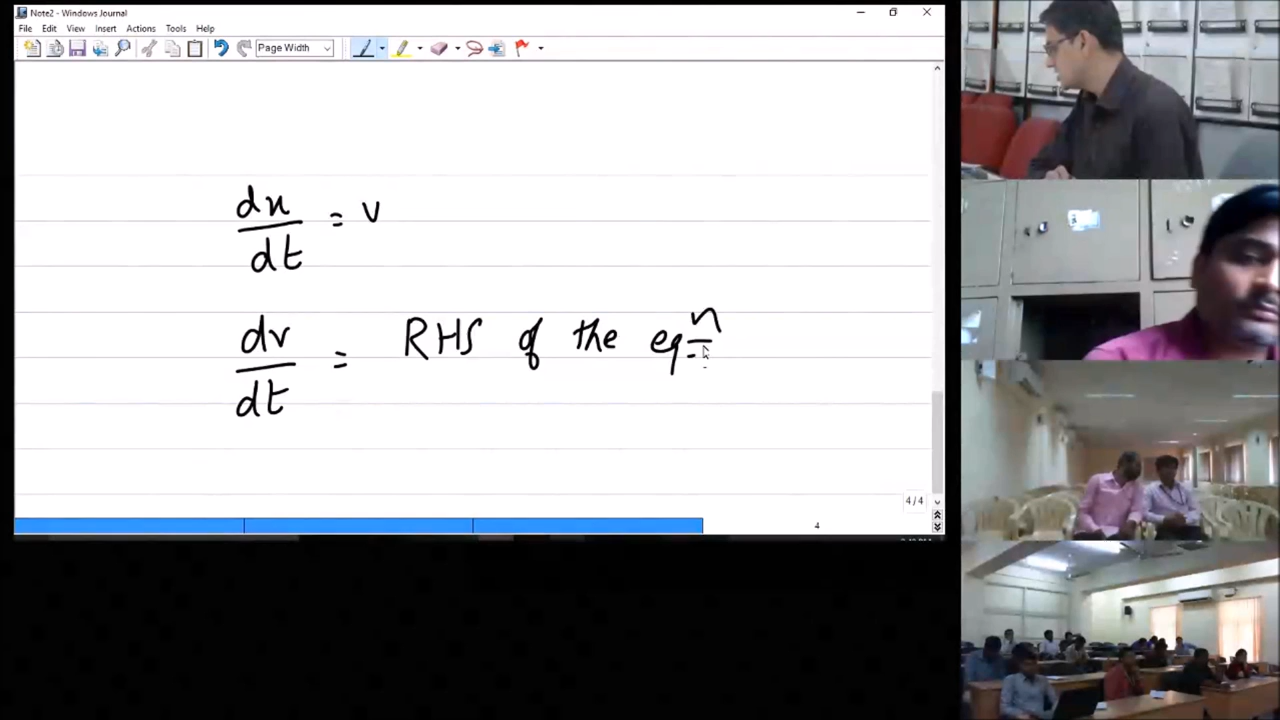 Note2 - Windows Journal
File Edit View Insert Actions Tools Help
Page Width
dx/dt = v
dv/dt = RHS of the eqn
4/4
4